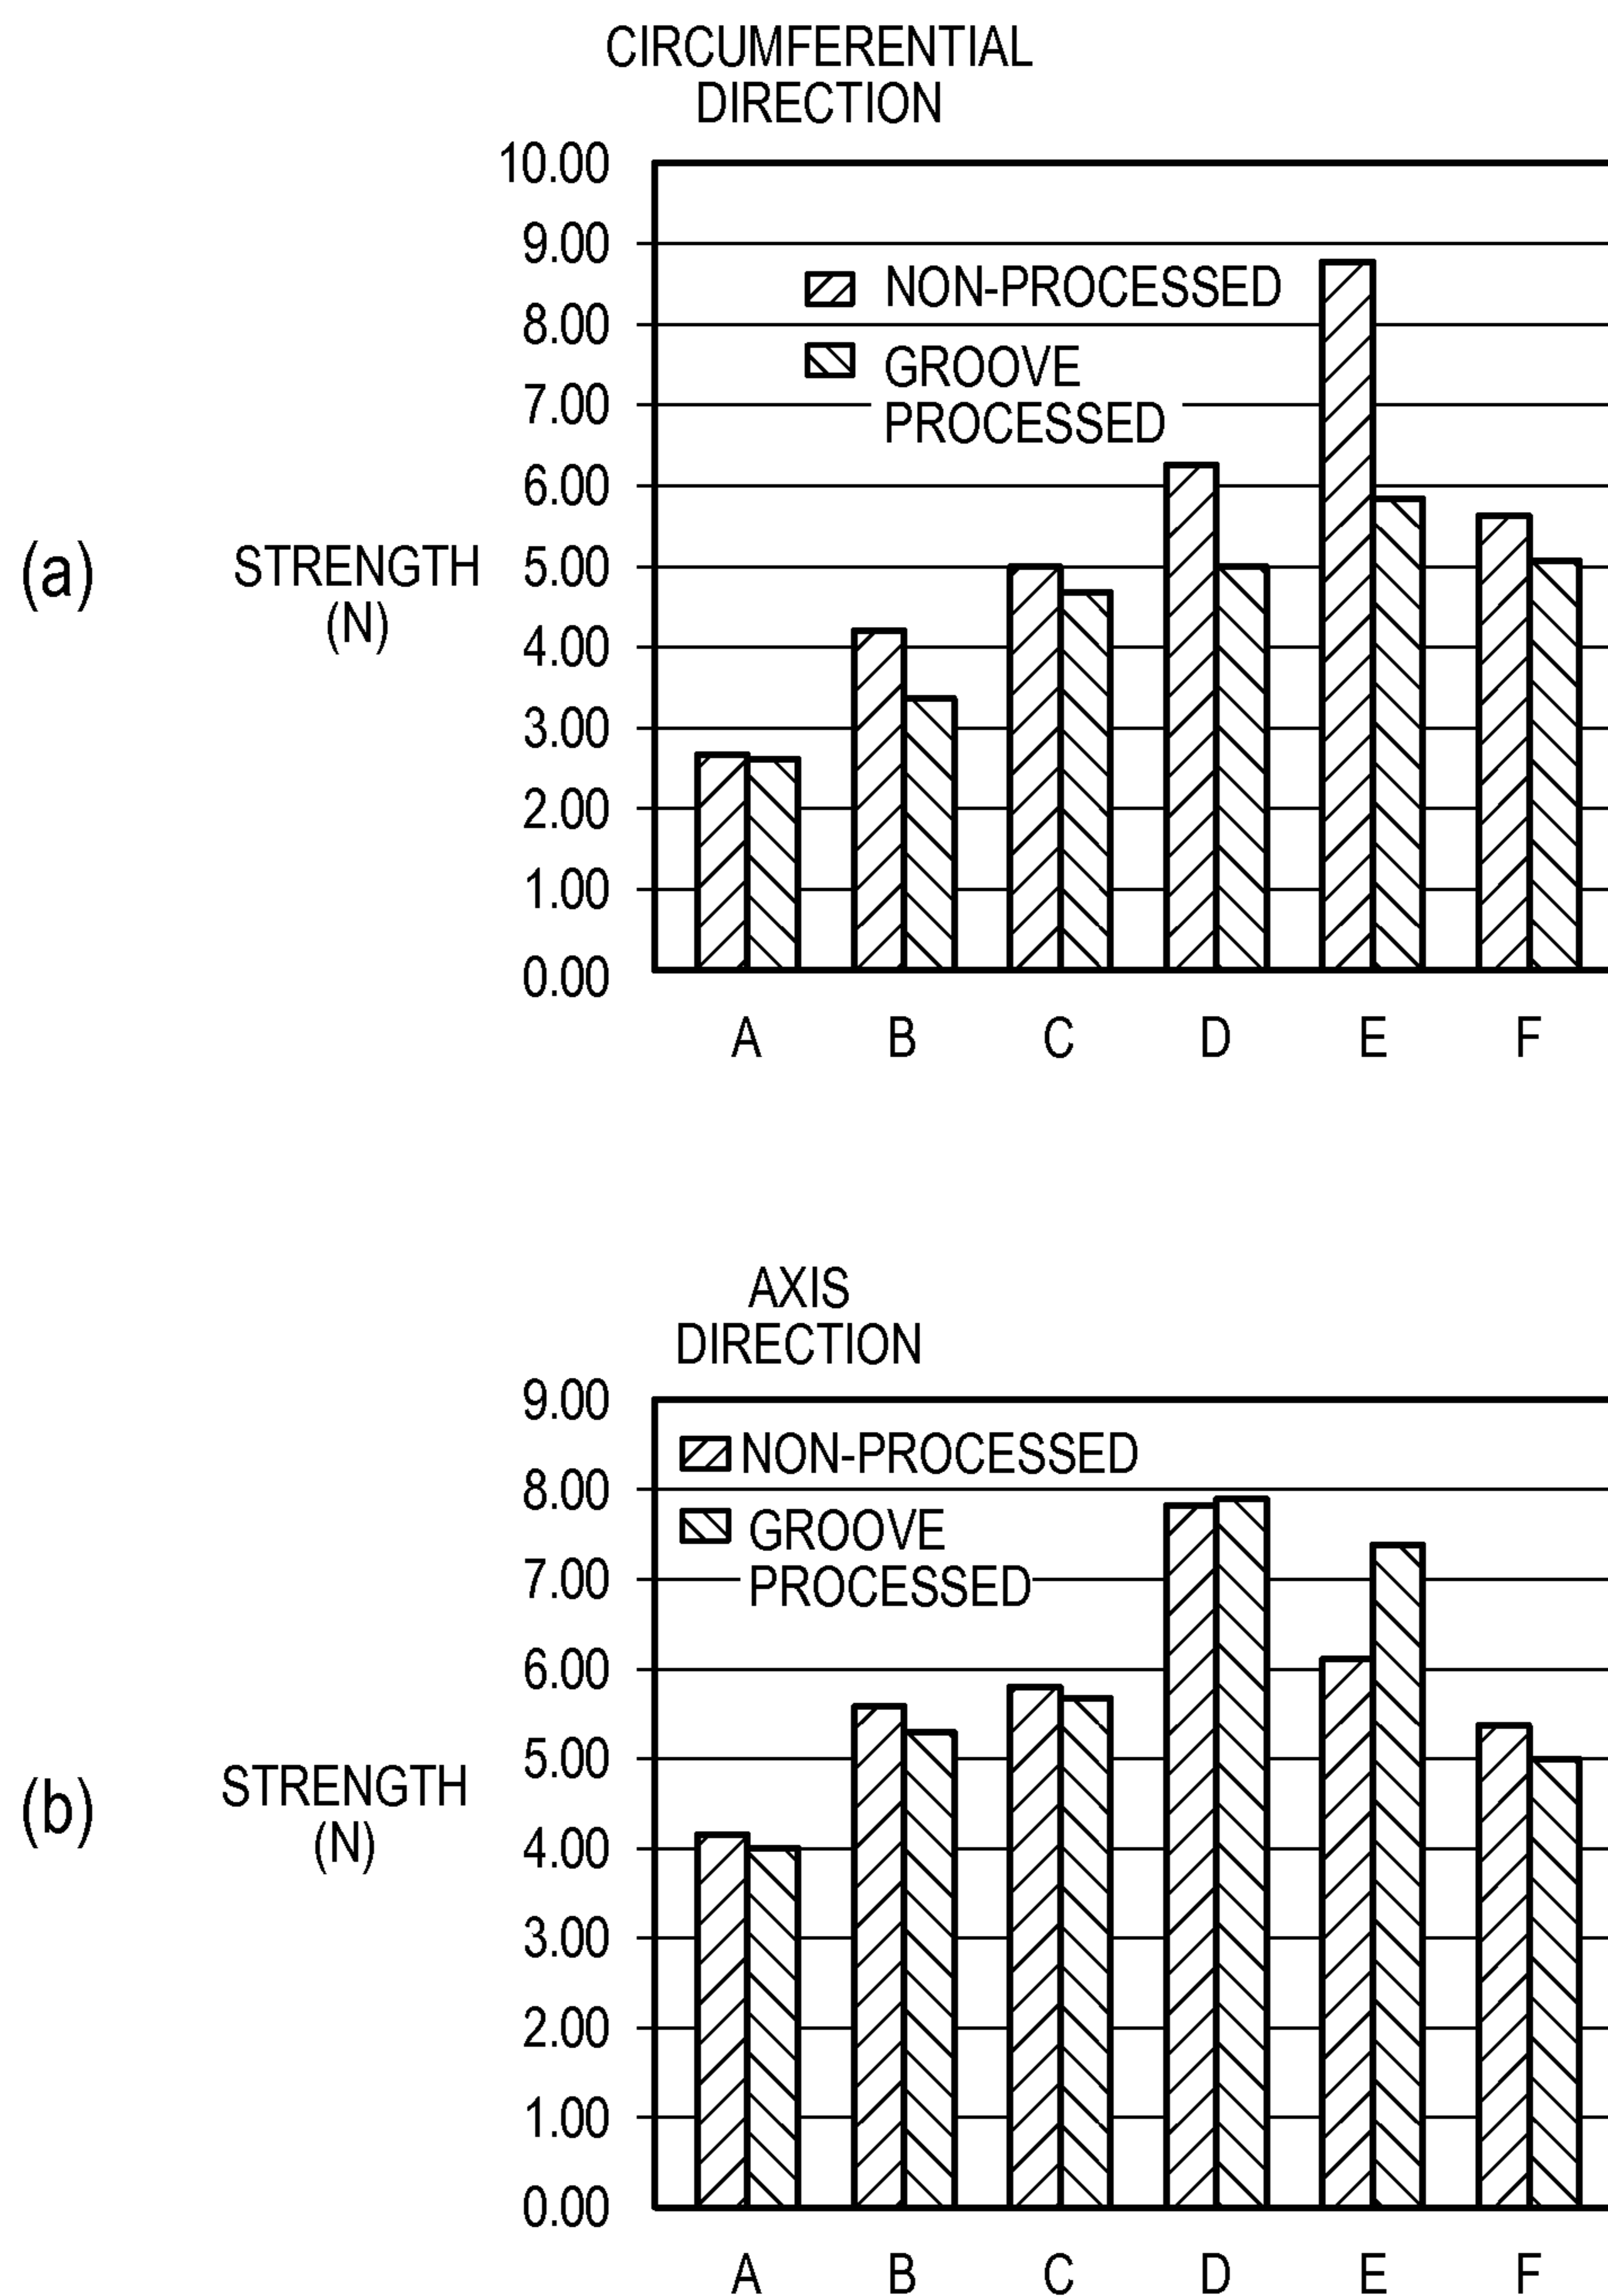 CIRCUMFERENTIAL
DIRECTION
10.00
9.00
8.00
7.00
6.00
5.00
4.00
3.00
2.00
1.00
0.00
NON-PROCESSED
GROOVE
PROCESSED
(a)
STRENGTH
(N)
A B C D E F
AXIS
DIRECTION
9.00
8.00
7.00
6.00
5.00
4.00
3.00
2.00
1.00
0.00
NON-PROCESSED
GROOVE
PROCESSED
(b)
STRENGTH
(N)
A B C D E F